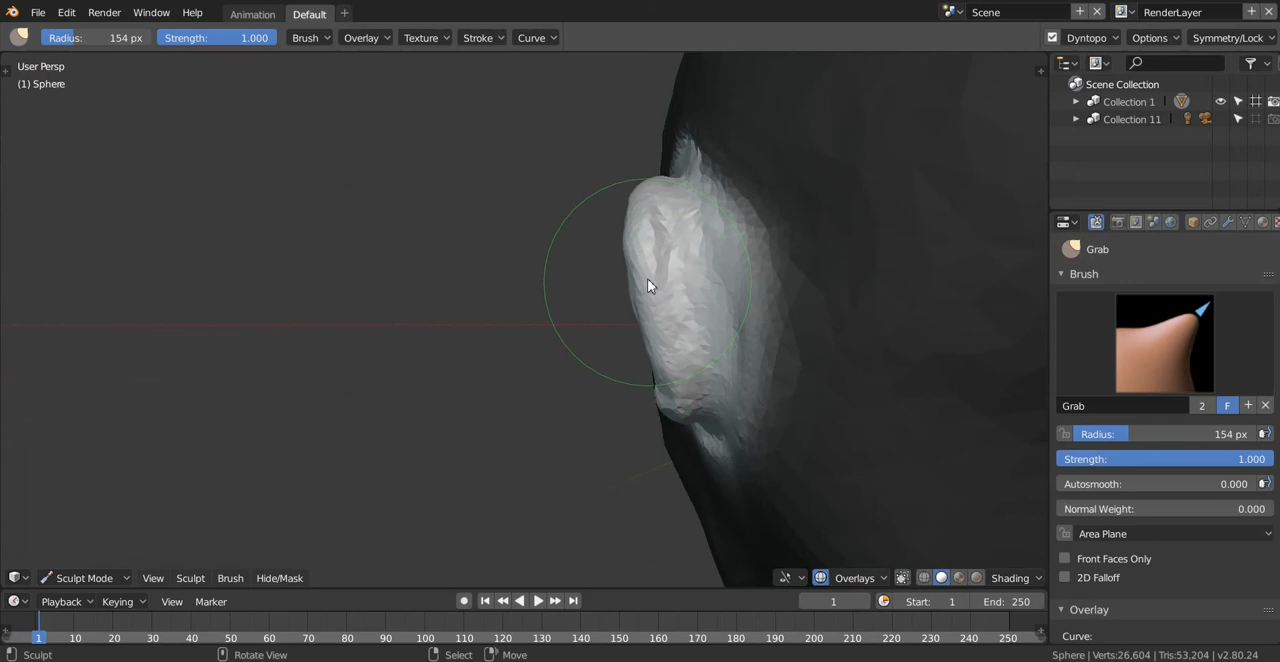 File Edit Render Window Help Animation Default + Scene RenderLayer
Radius: 154 px Strength: 1.000 Brush Overlay Texture Stroke Curve Dyntopo Options Symmetry/Lock
User Persp
(1) Sphere
Scene Collection
Collection 1
Collection 11
Grab
Brush
Grab 2 F
Radius: 154 px
Strength: 1.000
Autosmooth: 0.000
Normal Weight: 0.000
Area Plane
Front Faces Only
2D Falloff
Overlay
Curve:
Sculpt Mode View Sculpt Brush Hide/Mask Overlays Shading
Playback Keying View Marker 1 Start: 1 End: 250
1 10 20 30 40 50 60 70 80 90 100 110 120 130 140 150 160 170 180 190 200 210 220 230 240 250
Sculpt Rotate View Select Move Sphere | Verts:26,604 | Tris:53,204 | v2.80.24